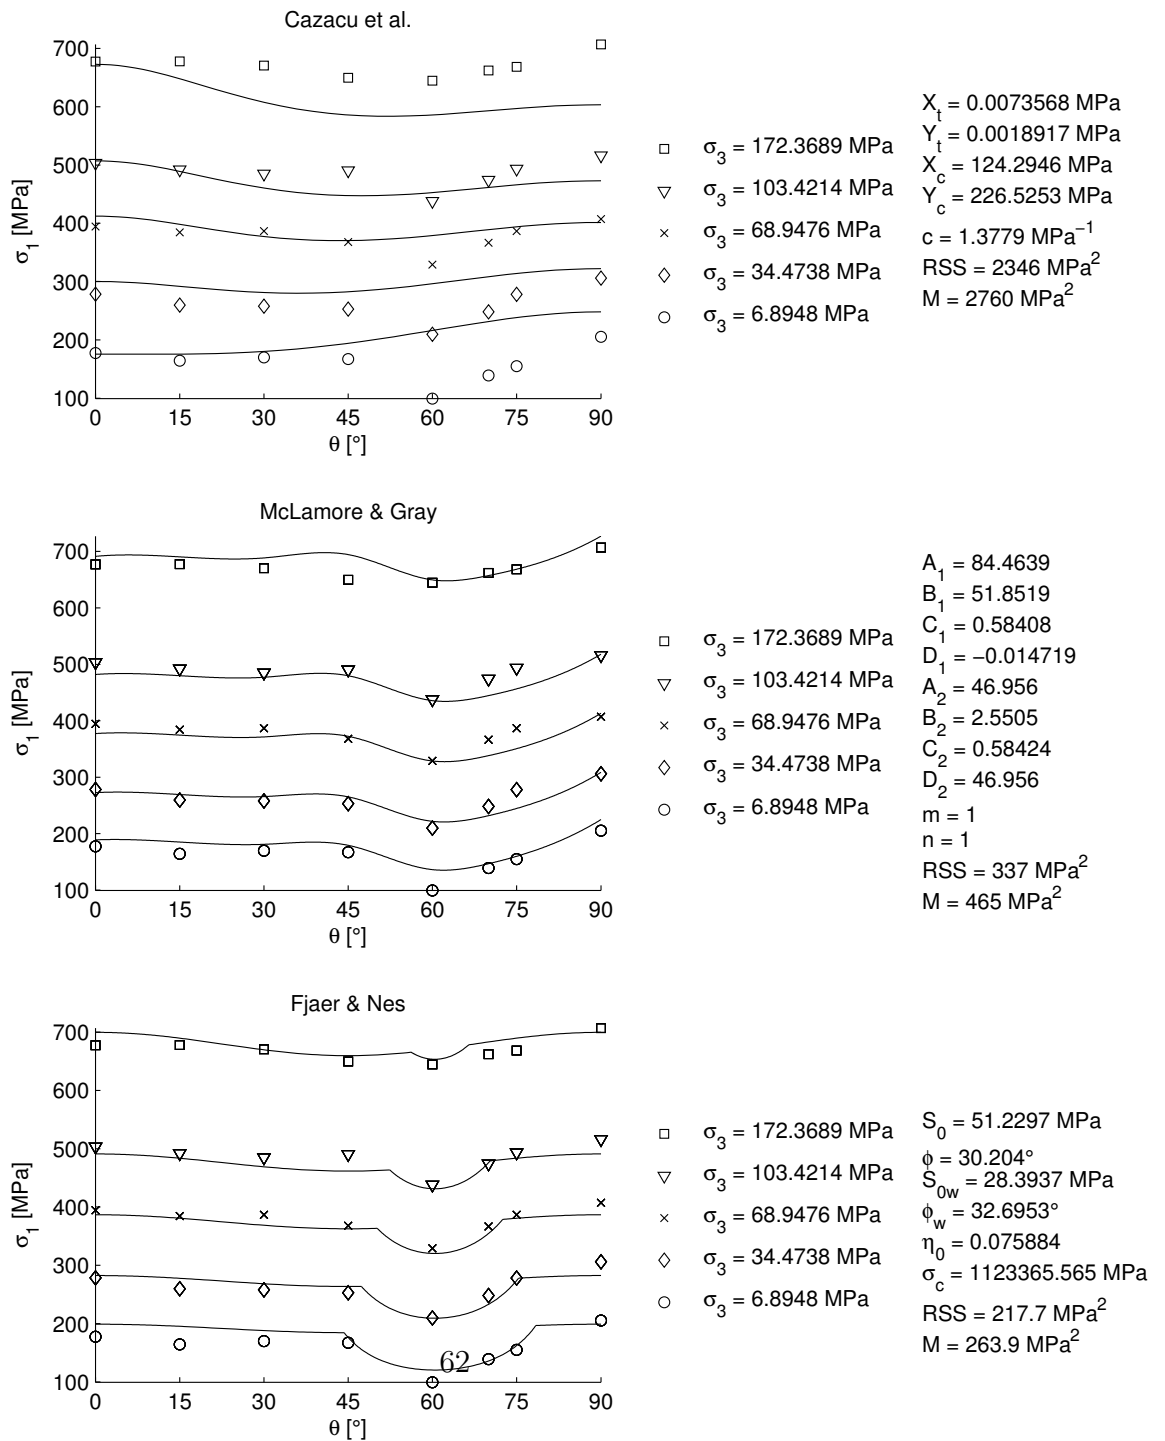 Cazacu et al.
σ1 [MPa]
700
600
500
400
300
200
100
0 15 30 45 60 75 90
θ [°]
σ3 = 172.3689 MPa
σ3 = 103.4214 MPa
σ3 = 68.9476 MPa
σ3 = 34.4738 MPa
σ3 = 6.8948 MPa
Xt = 0.0073568 MPa
Yt = 0.0018917 MPa
Xc = 124.2946 MPa
Yc = 226.5253 MPa
c = 1.3779 MPa−1
RSS = 2346 MPa2
M = 2760 MPa2
McLamore & Gray
σ1 [MPa]
700
600
500
400
300
200
100
0 15 30 45 60 75 90
θ [°]
σ3 = 172.3689 MPa
σ3 = 103.4214 MPa
σ3 = 68.9476 MPa
σ3 = 34.4738 MPa
σ3 = 6.8948 MPa
A1 = 84.4639
B1 = 51.8519
C1 = 0.58408
D1 = −0.014719
A2 = 46.956
B2 = 2.5505
C2 = 0.58424
D2 = 46.956
m = 1
n = 1
RSS = 337 MPa2
M = 465 MPa2
Fjaer & Nes
σ1 [MPa]
700
600
500
400
300
200
100
0 15 30 45 60 75 90
θ [°]
σ3 = 172.3689 MPa
σ3 = 103.4214 MPa
σ3 = 68.9476 MPa
σ3 = 34.4738 MPa
σ3 = 6.8948 MPa
S0 = 51.2297 MPa
ϕ = 30.204°
S0w = 28.3937 MPa
ϕw = 32.6953°
η0 = 0.075884
σc = 1123365.565 MPa
RSS = 217.7 MPa2
M = 263.9 MPa2
62